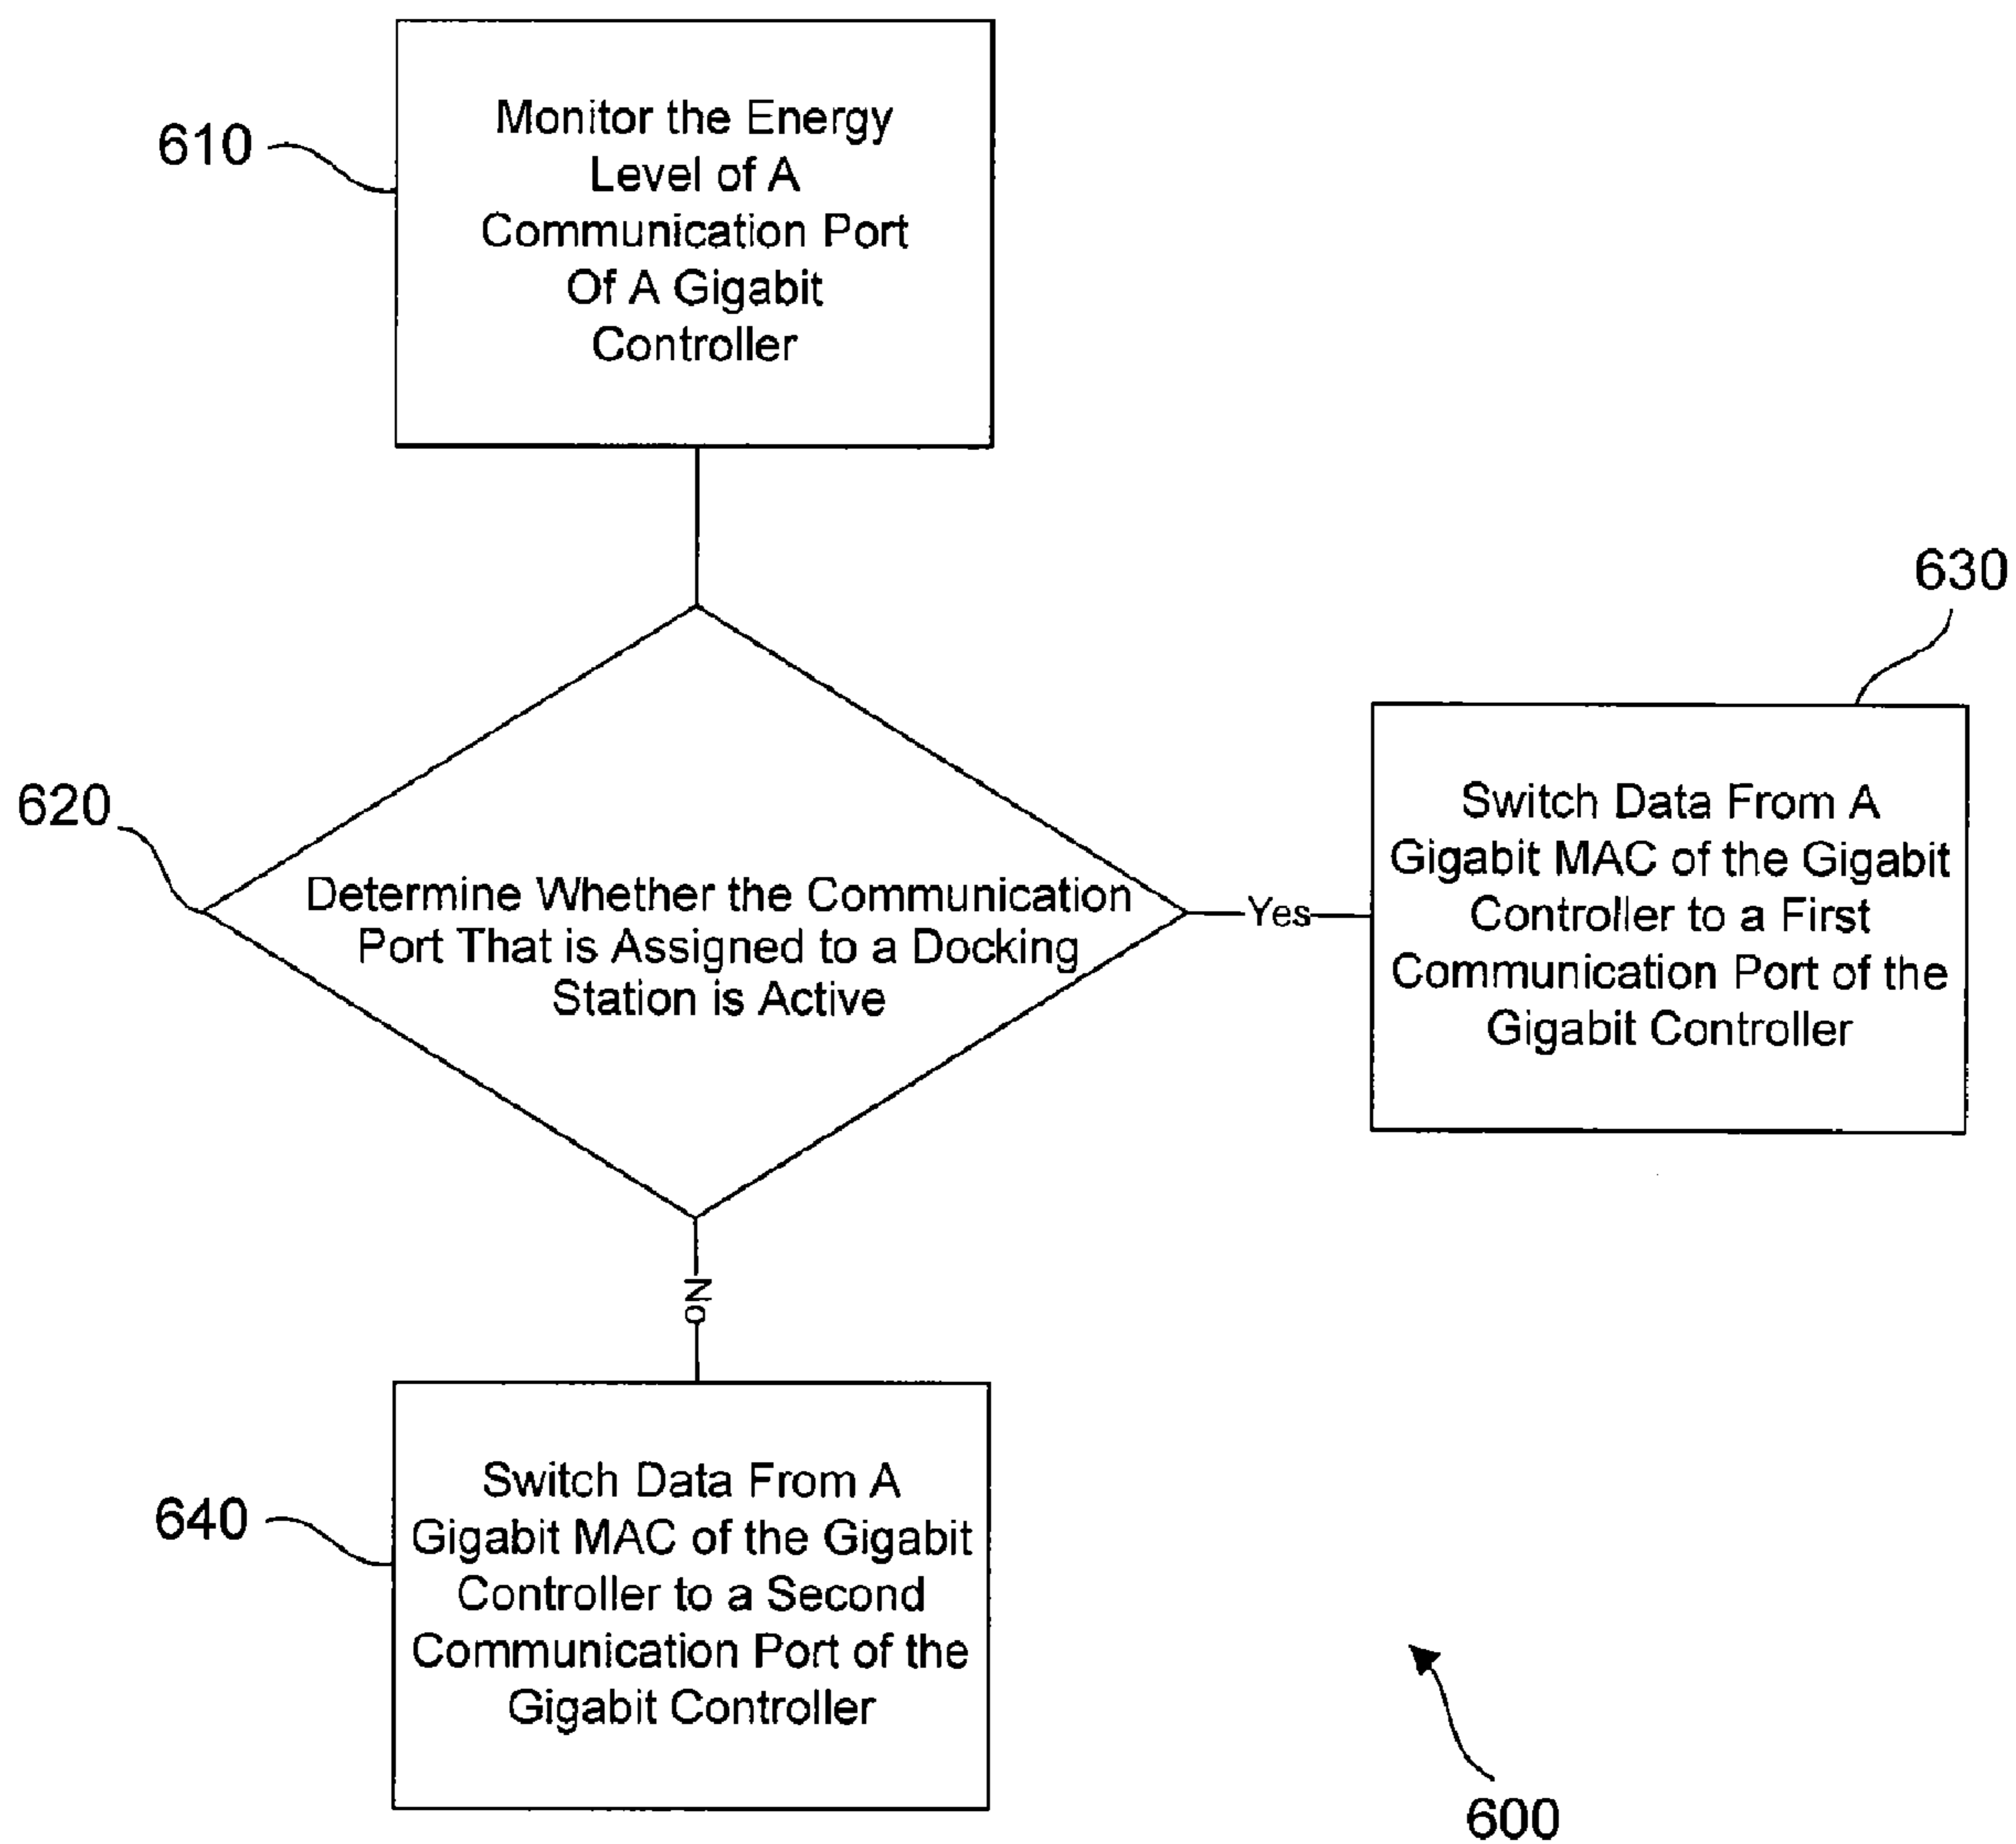 610
Monitor the Energy
Level of A
Communication Port
Of A Gigabit
Controller
620
Determine Whether the Communication
Port That is Assigned to a Docking
Station is Active
Yes
630
Switch Data From A
Gigabit MAC of the Gigabit
Controller to a First
Communication Port of the
Gigabit Controller
No
640
Switch Data From A
Gigabit MAC of the Gigabit
Controller to a Second
Communication Port of the
Gigabit Controller
600